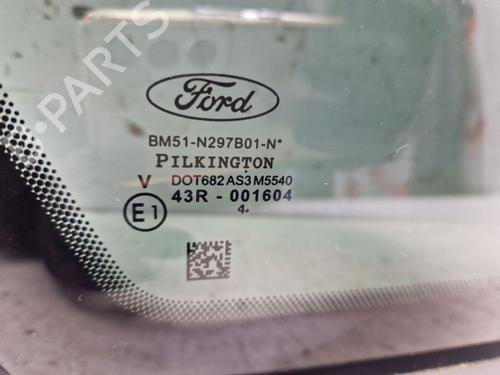 PARTS
Ford
BM51-N297B01-N*
PILKINGTON
V DOT682 AS3 M5540
E1 43R - 001604
4.